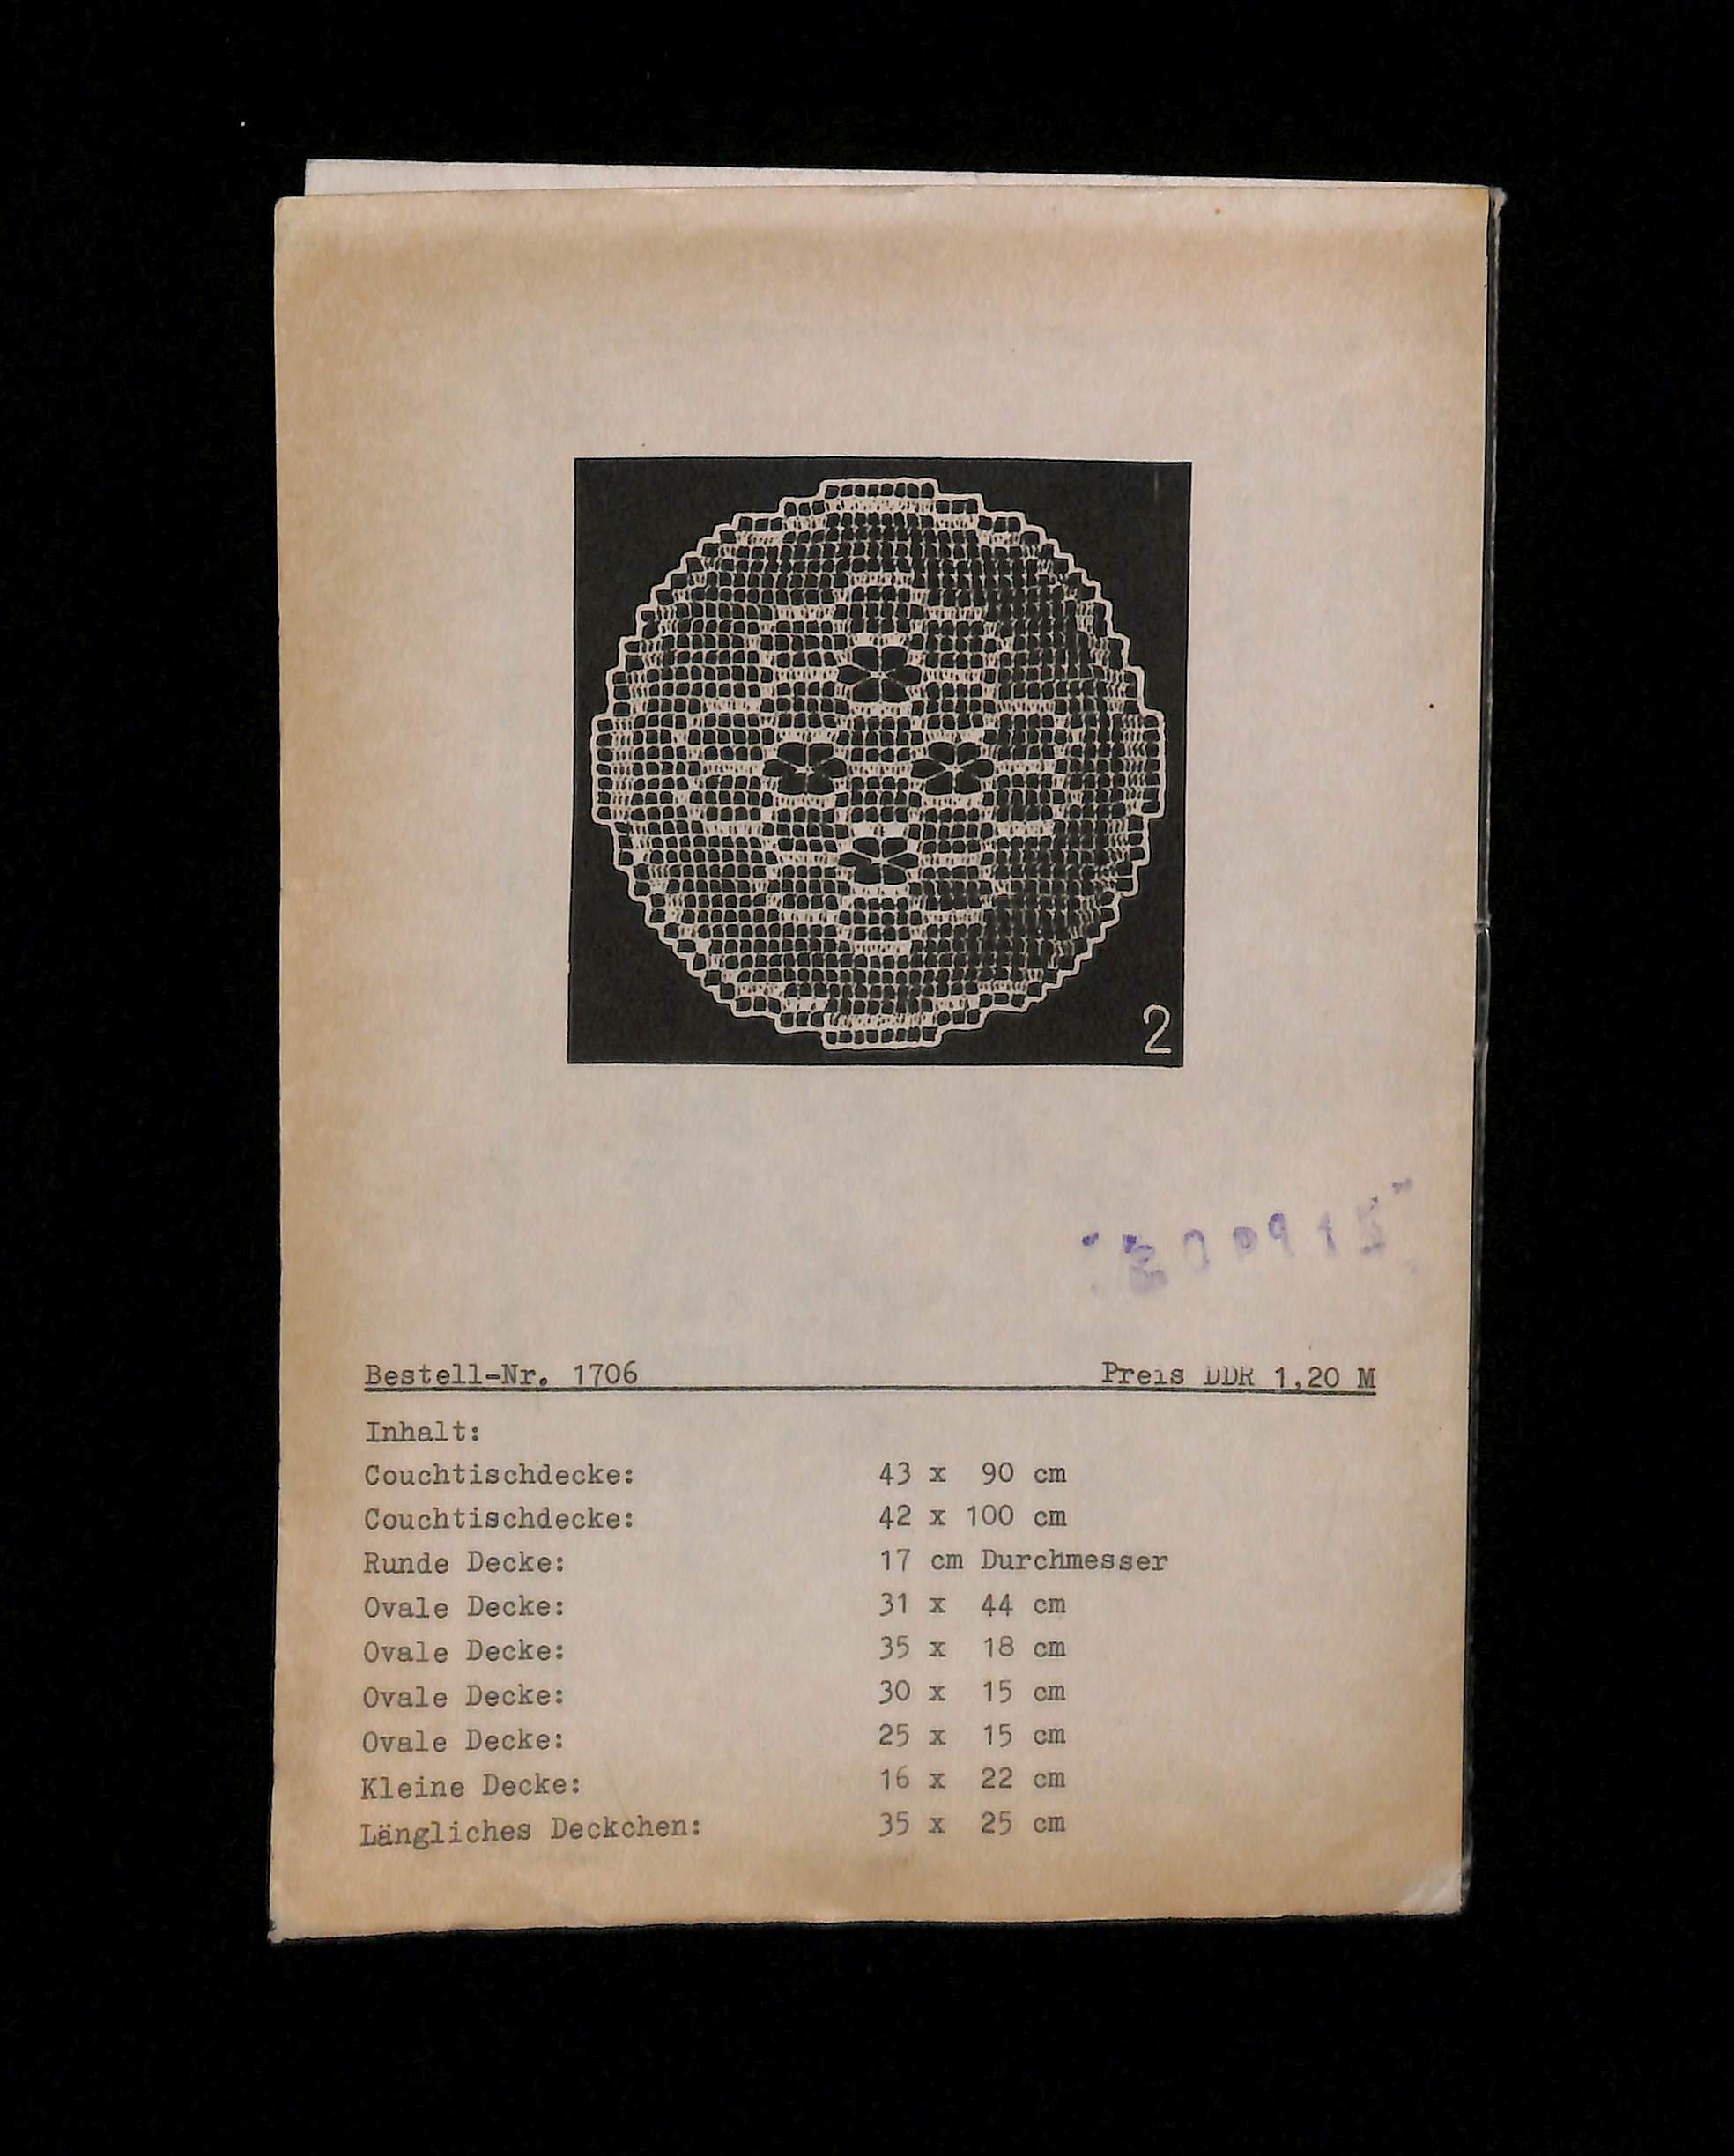 2
Bestell-Nr. 1706 Preis DDR 1,20 M
Inhalt:
Couchtischdecke: 43 x 90 cm
Couchtischdecke: 42 x 100 cm
Runde Decke: 17 cm Durchmesser
Ovale Decke: 31 x 44 cm
Ovale Decke: 35 x 18 cm
Ovale Decke: 30 x 15 cm
Ovale Decke: 25 x 15 cm
Kleine Decke: 16 x 22 cm
Längliches Deckchen: 35 x 25 cm